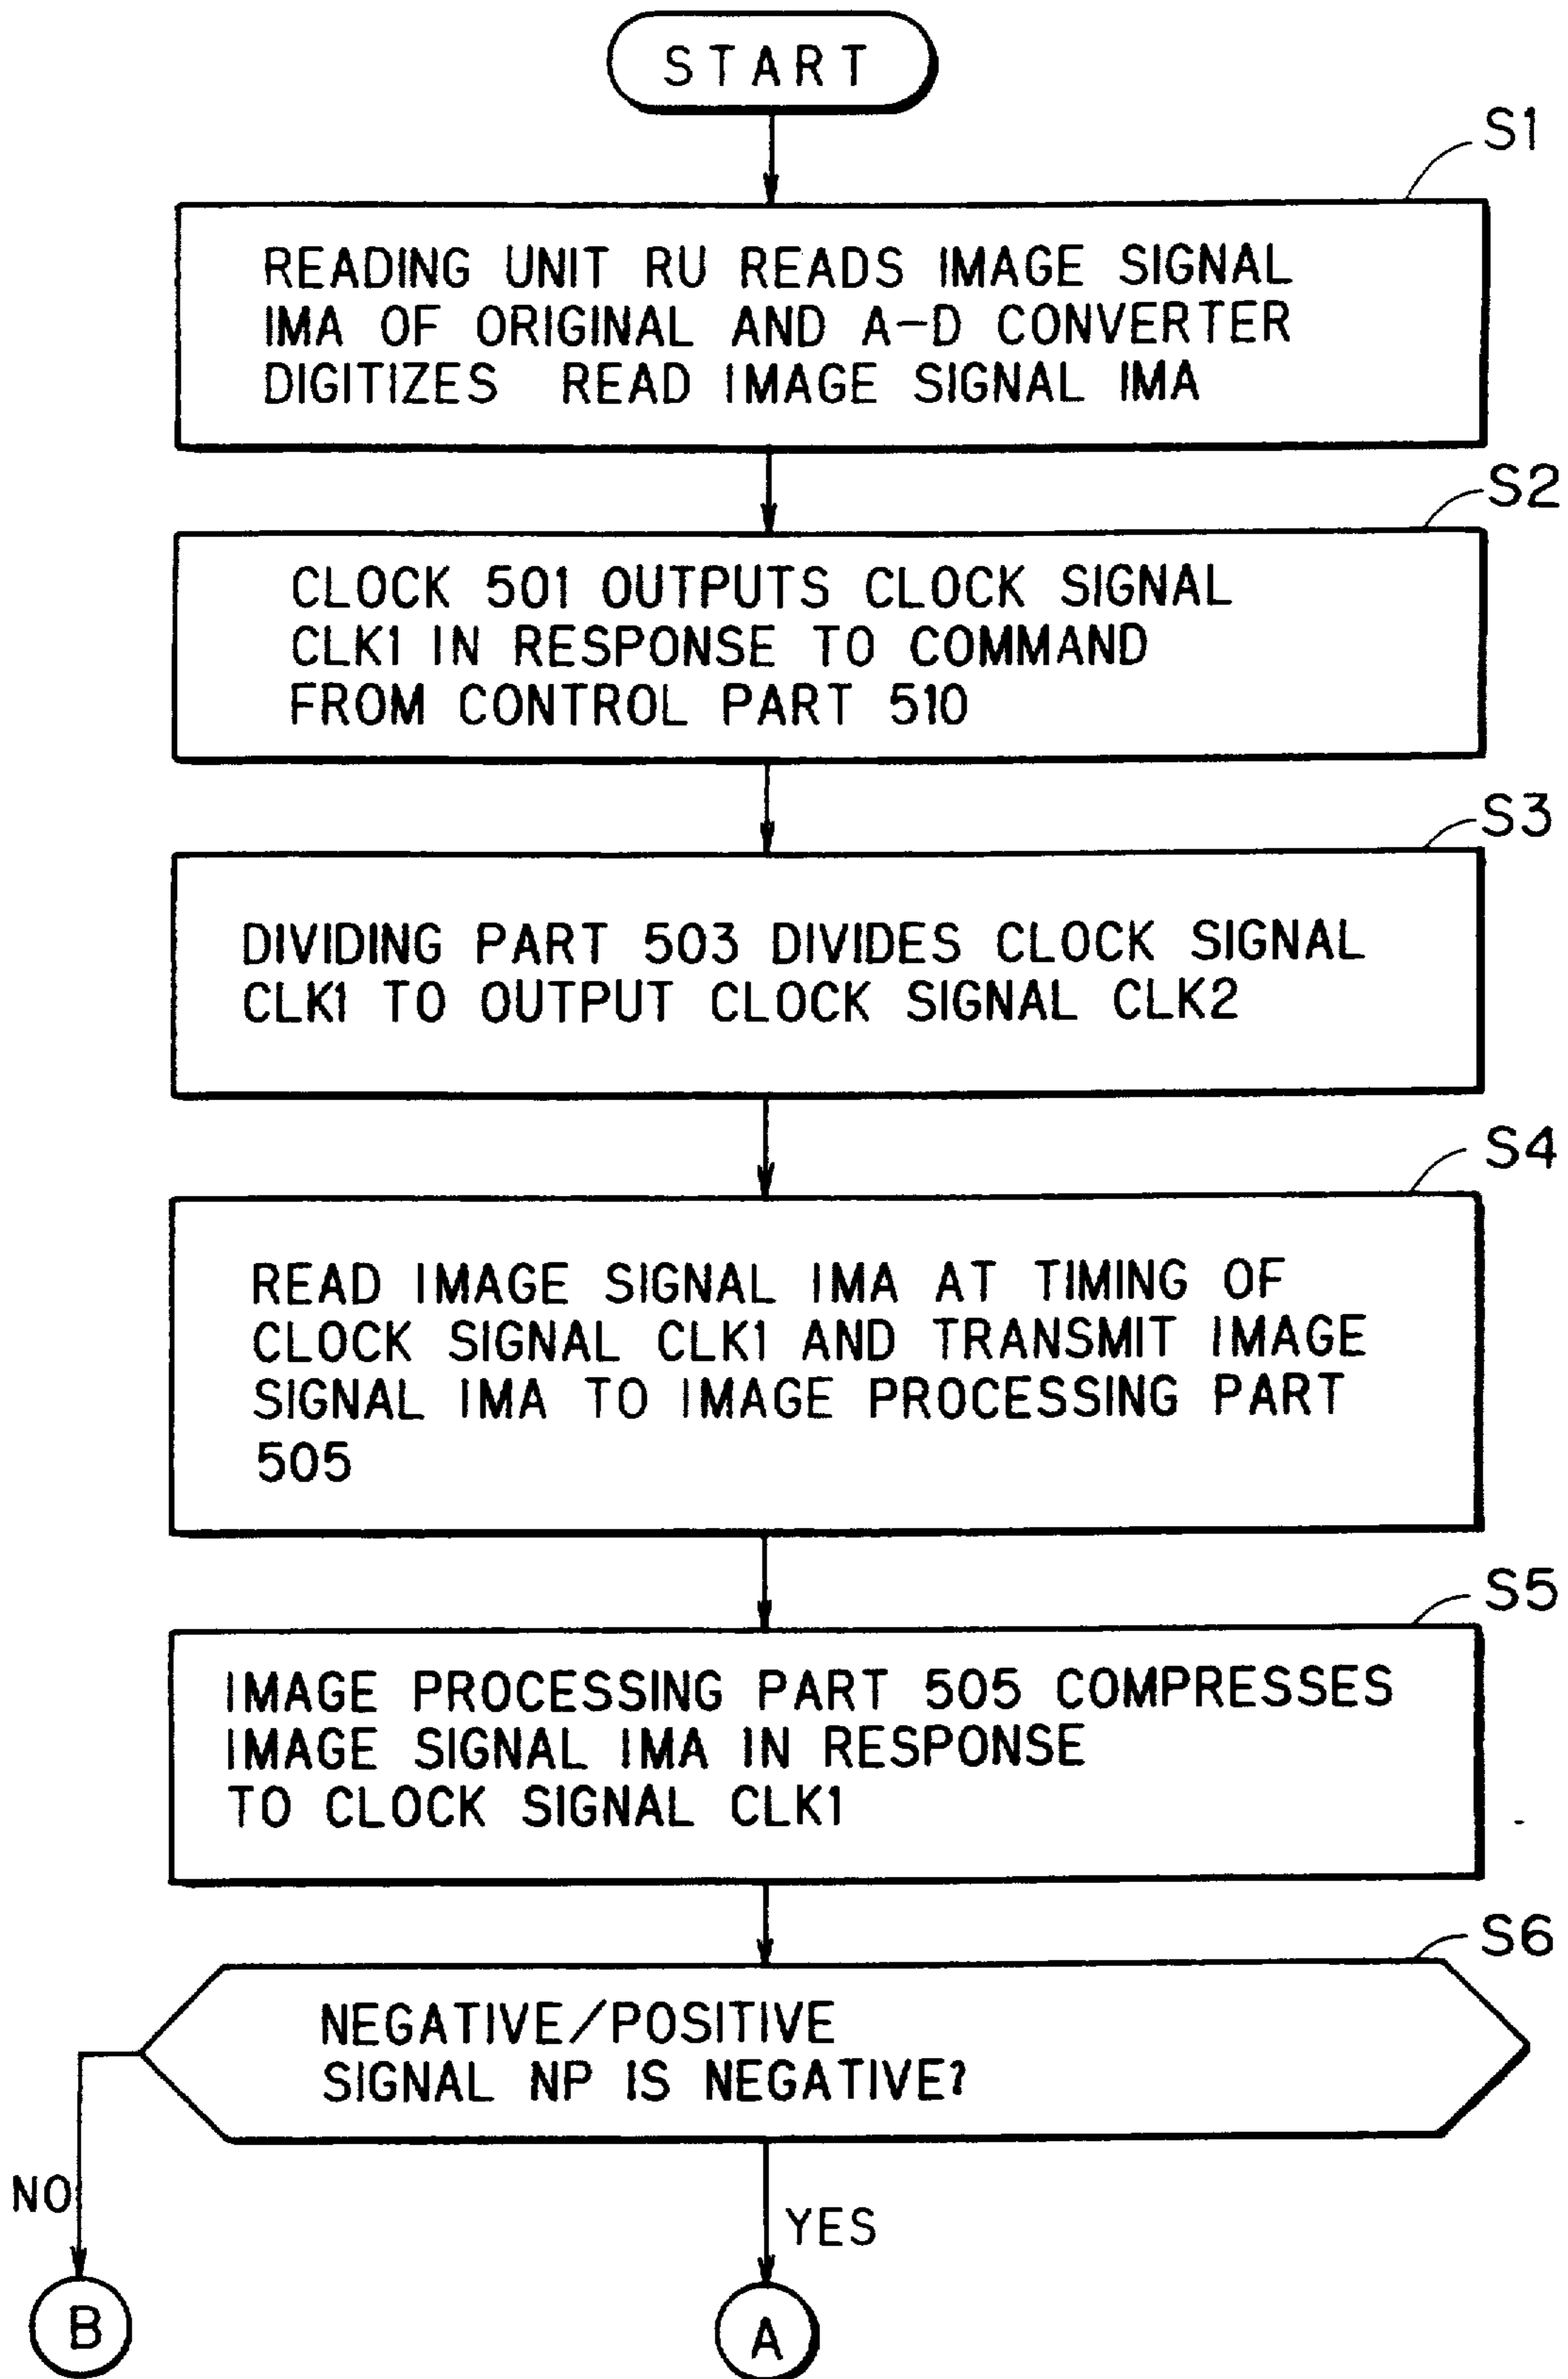 START
S1
READING UNIT RU READS IMAGE SIGNAL
IMA OF ORIGINAL AND A-D CONVERTER
DIGITIZES READ IMAGE SIGNAL IMA
S2
CLOCK 501 OUTPUTS CLOCK SIGNAL
CLK1 IN RESPONSE TO COMMAND
FROM CONTROL PART 510
S3
DIVIDING PART 503 DIVIDES CLOCK SIGNAL
CLK1 TO OUTPUT CLOCK SIGNAL CLK2
S4
READ IMAGE SIGNAL IMA AT TIMING OF
CLOCK SIGNAL CLK1 AND TRANSMIT IMAGE
SIGNAL IMA TO IMAGE PROCESSING PART
505
S5
IMAGE PROCESSING PART 505 COMPRESSES
IMAGE SIGNAL IMA IN RESPONSE
TO CLOCK SIGNAL CLK1
S6
NEGATIVE/POSITIVE
SIGNAL NP IS NEGATIVE?
NO
YES
B
A